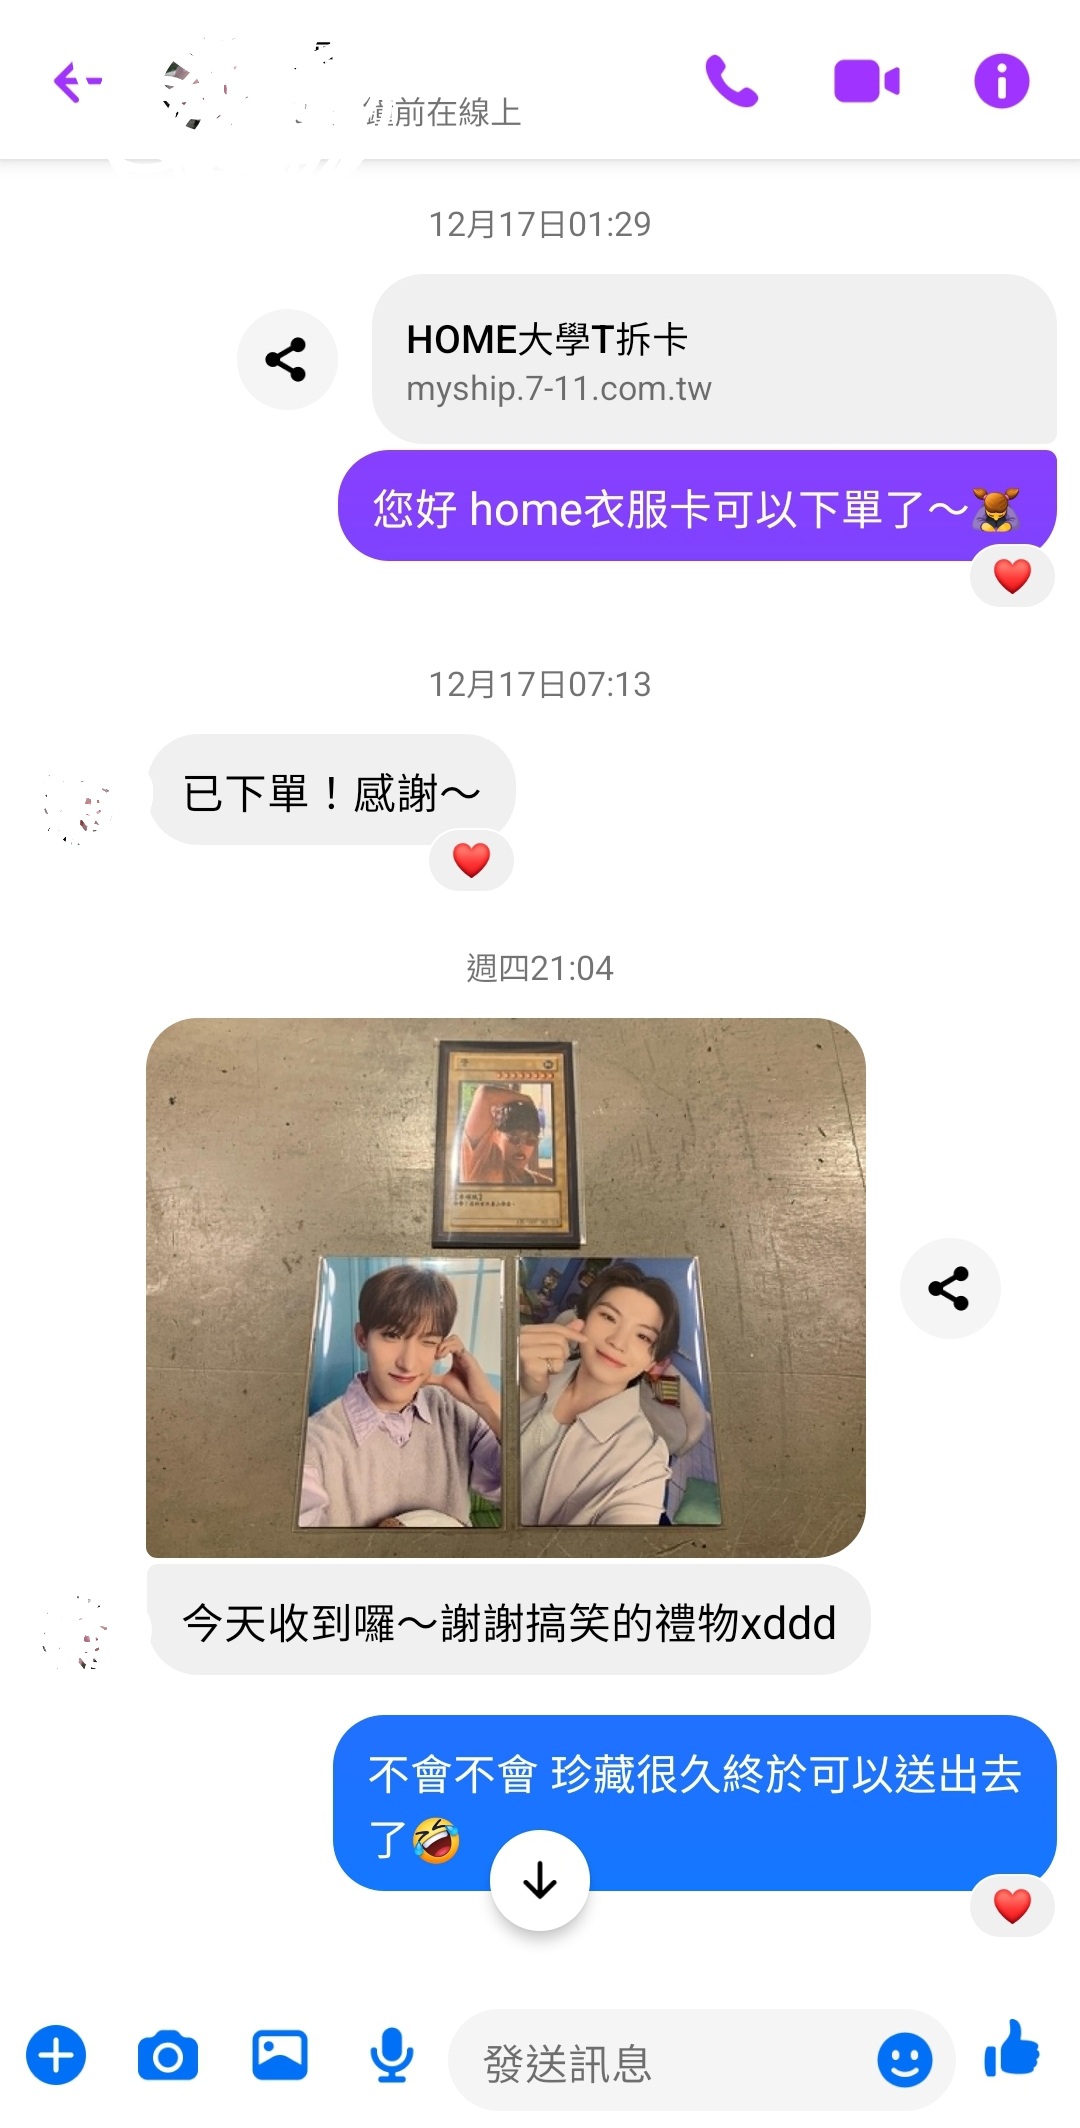 鐘前在線上
12月17日01:29
HOME大學T拆卡
myship.7-11.com.tw
您好 home衣服卡可以下單了～
12月17日07:13
已下單！感謝～
週四21:04
今天收到囉～謝謝搞笑的禮物xddd
不會不會 珍藏很久終於可以送出去
了🤣
發送訊息